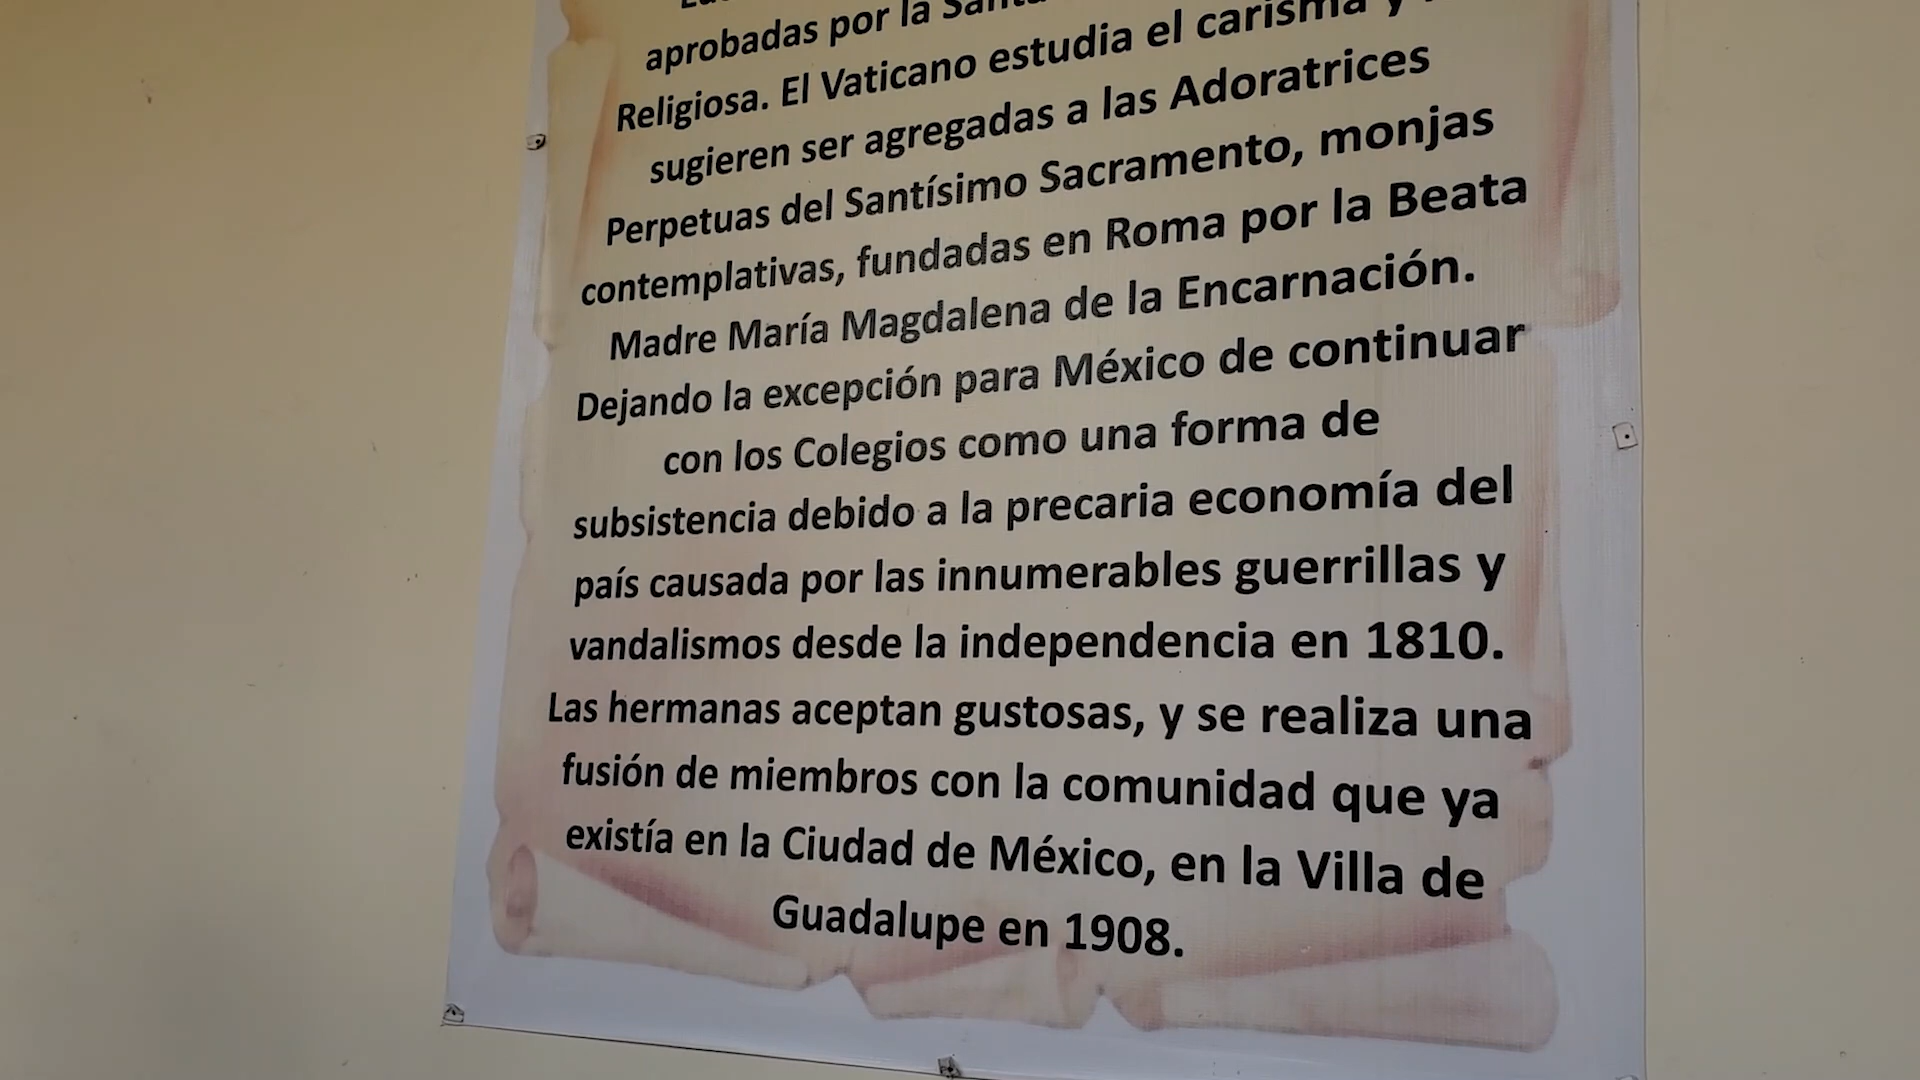 aprobadas por la
Religiosa. El Vaticano estudia el carisma y
sugieren ser agregadas a las Adoratrices
Perpetuas del Santísimo Sacramento, monjas
contemplativas, fundadas en Roma por la Beata
Madre María Magdalena de la Encarnación.
Dejando la excepción para México de continuar
con los Colegios como una forma de
subsistencia debido a la precaria economía del
país causada por las innumerables guerrillas y
vandalismos desde la independencia en 1810.
Las hermanas aceptan gustosas, y se realiza una
fusión de miembros con la comunidad que ya
existía en la Ciudad de México, en la Villa de
Guadalupe en 1908.